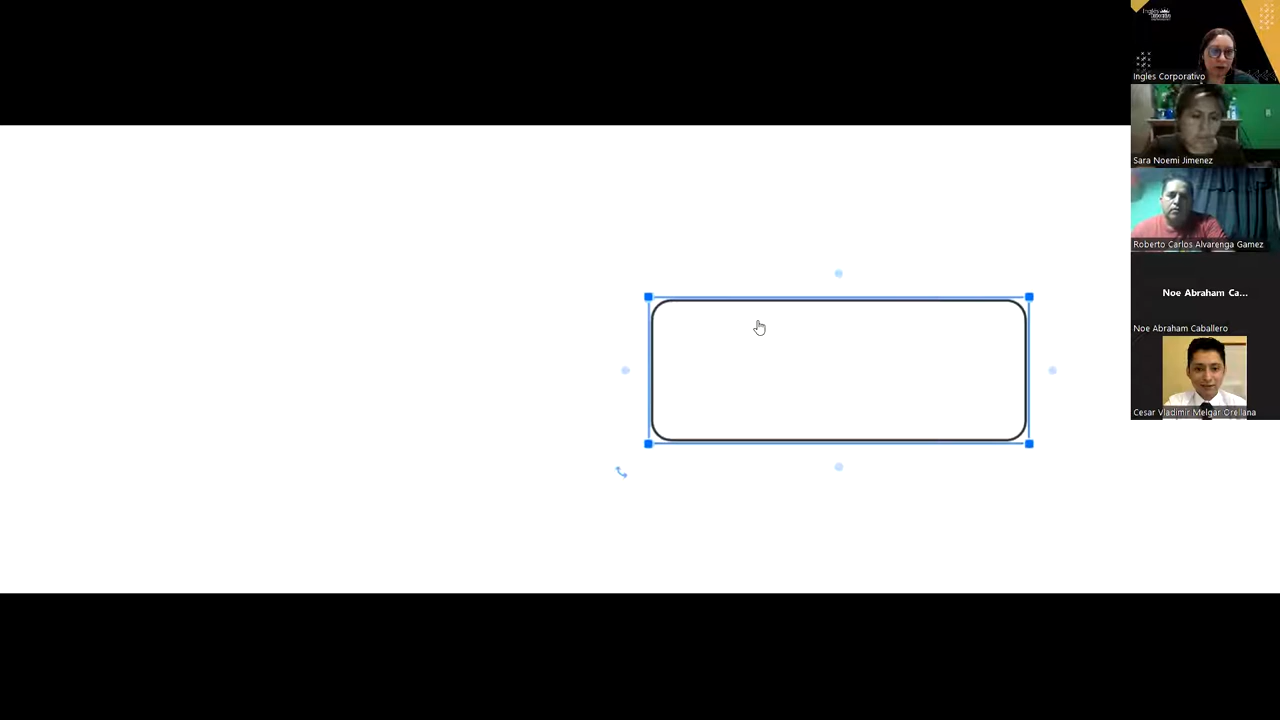 Ingles Corporativo
Sara Noemi Jimenez
Roberto Carlos Alvarenga Gamez
Noe Abraham Ca...
Noe Abraham Caballero
Cesar Vladimir Melgar Orellana